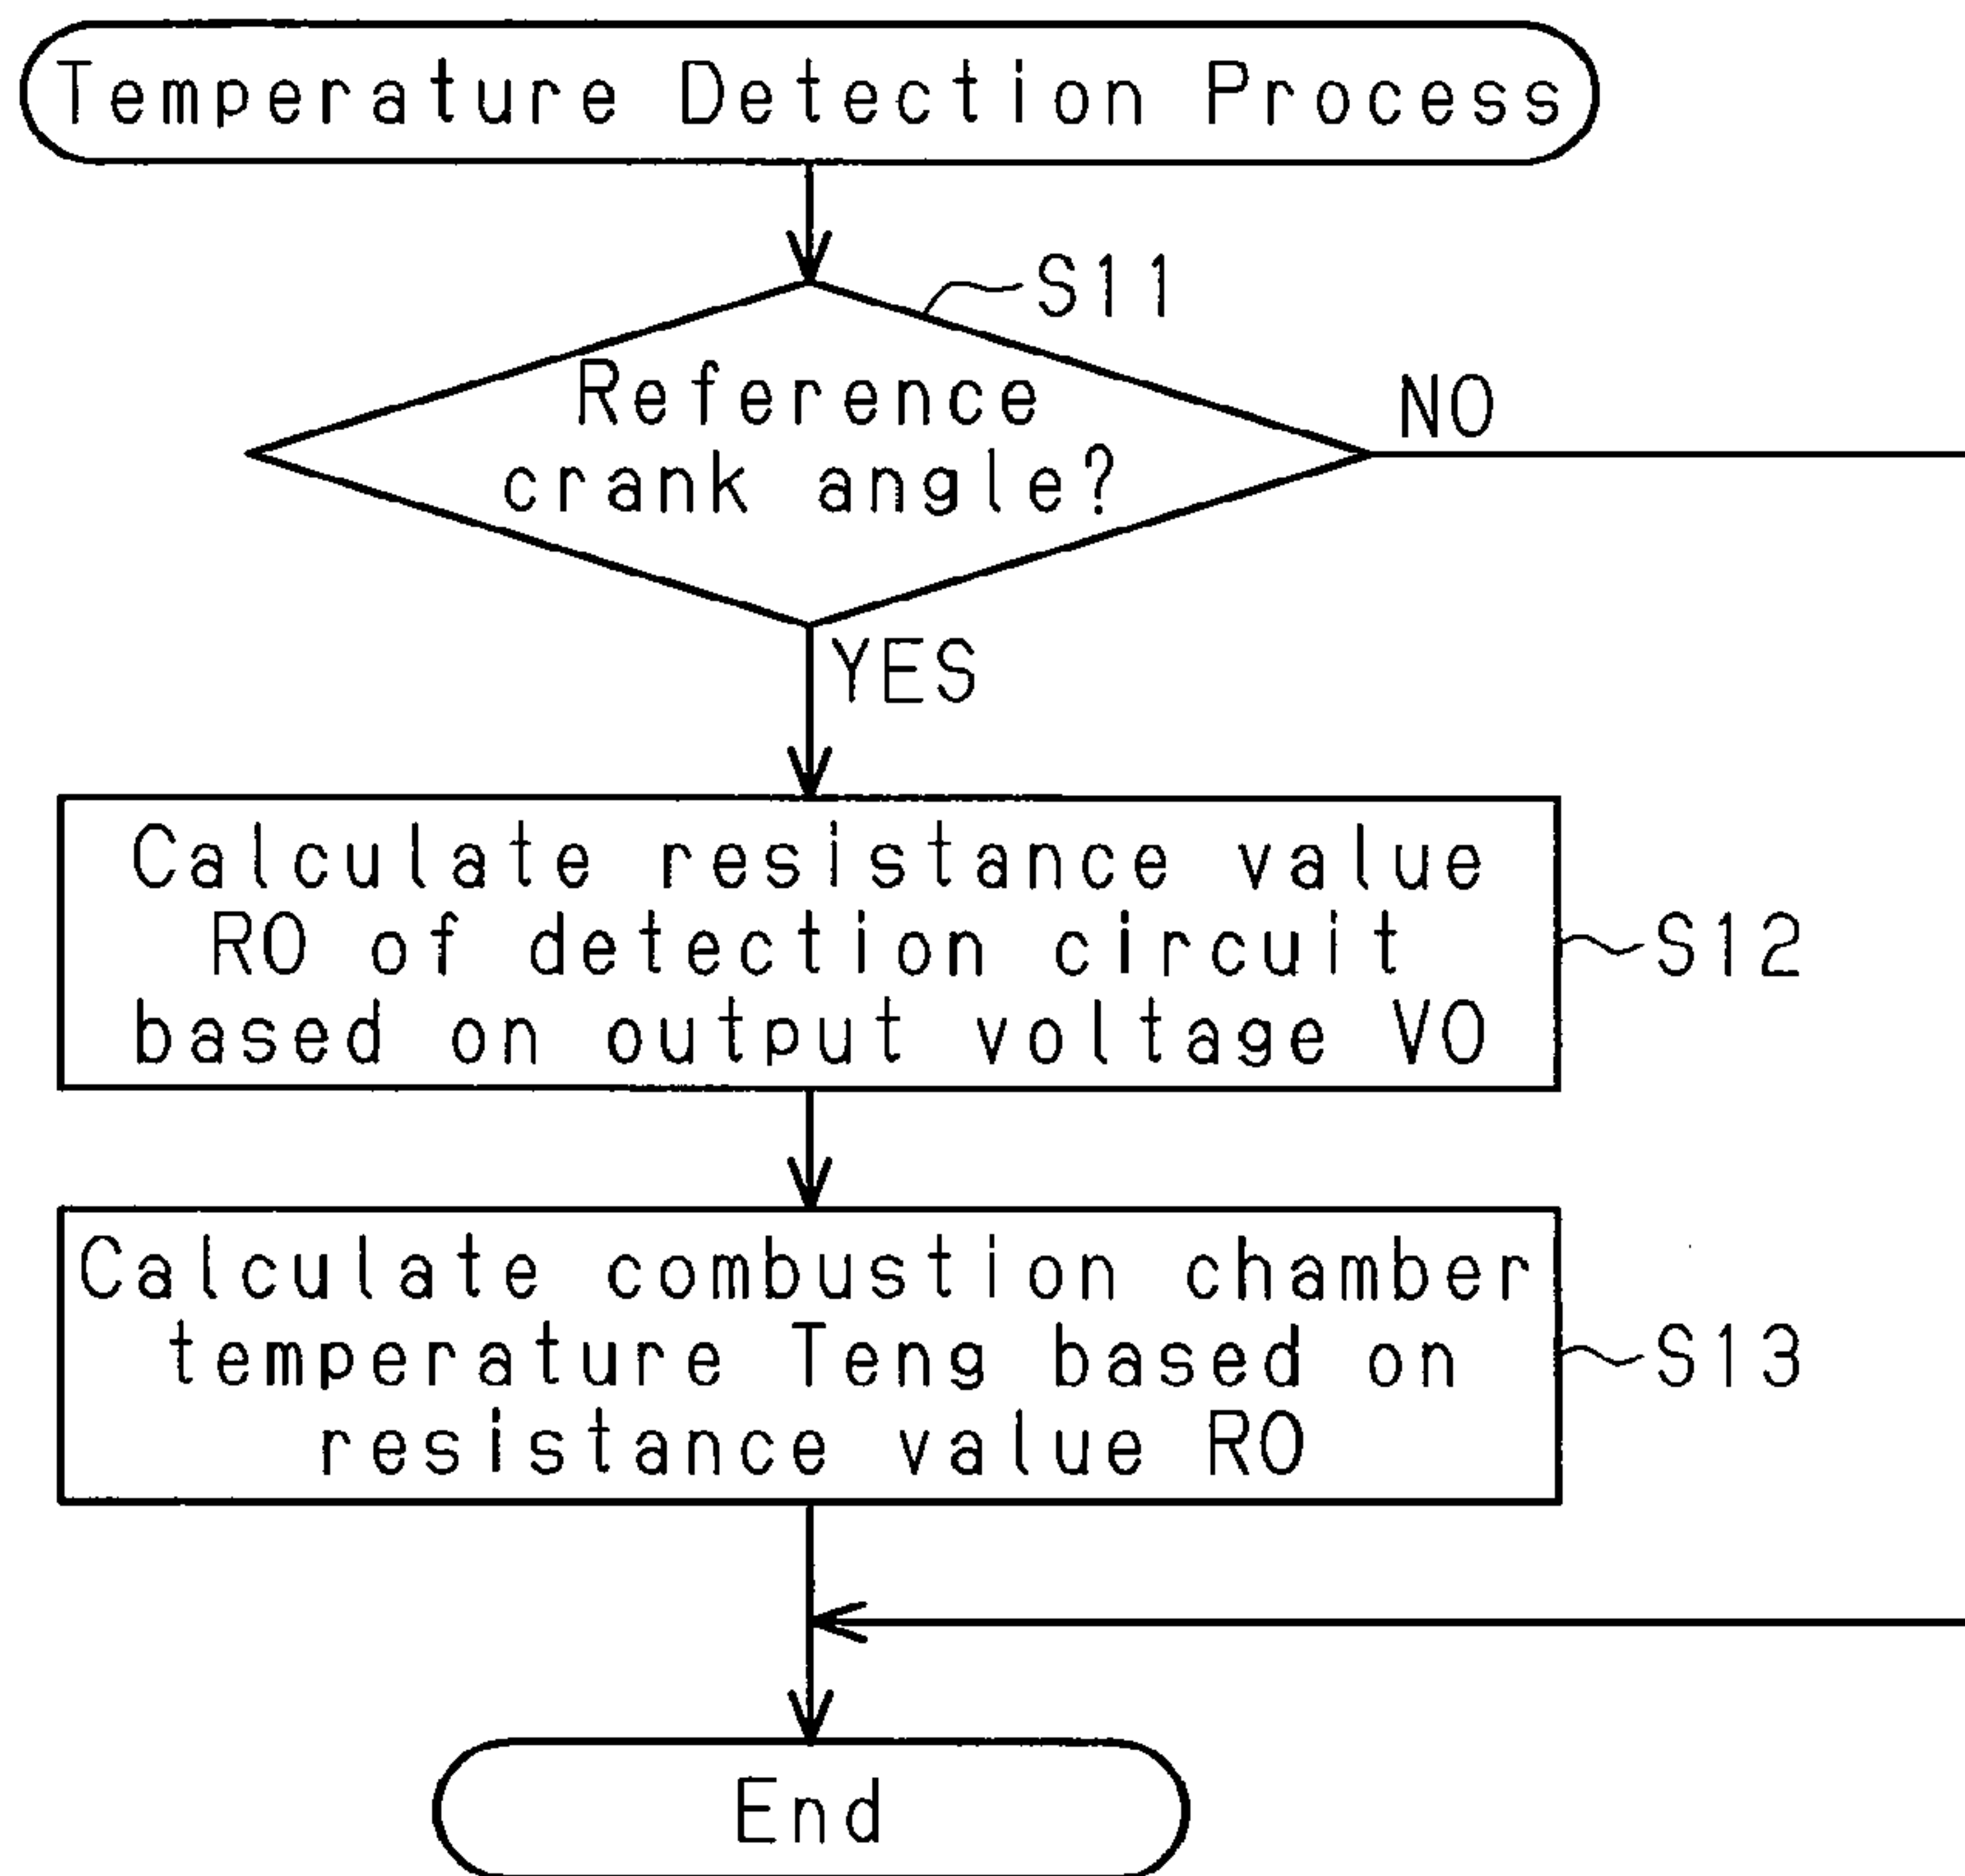 Temperature Detection Process
S11
Reference
crank angle?
NO
YES
Calculate resistance value
RO of detection circuit
based on output voltage VO
S12
Calculate combustion chamber
temperature Teng based on
resistance value RO
S13
End